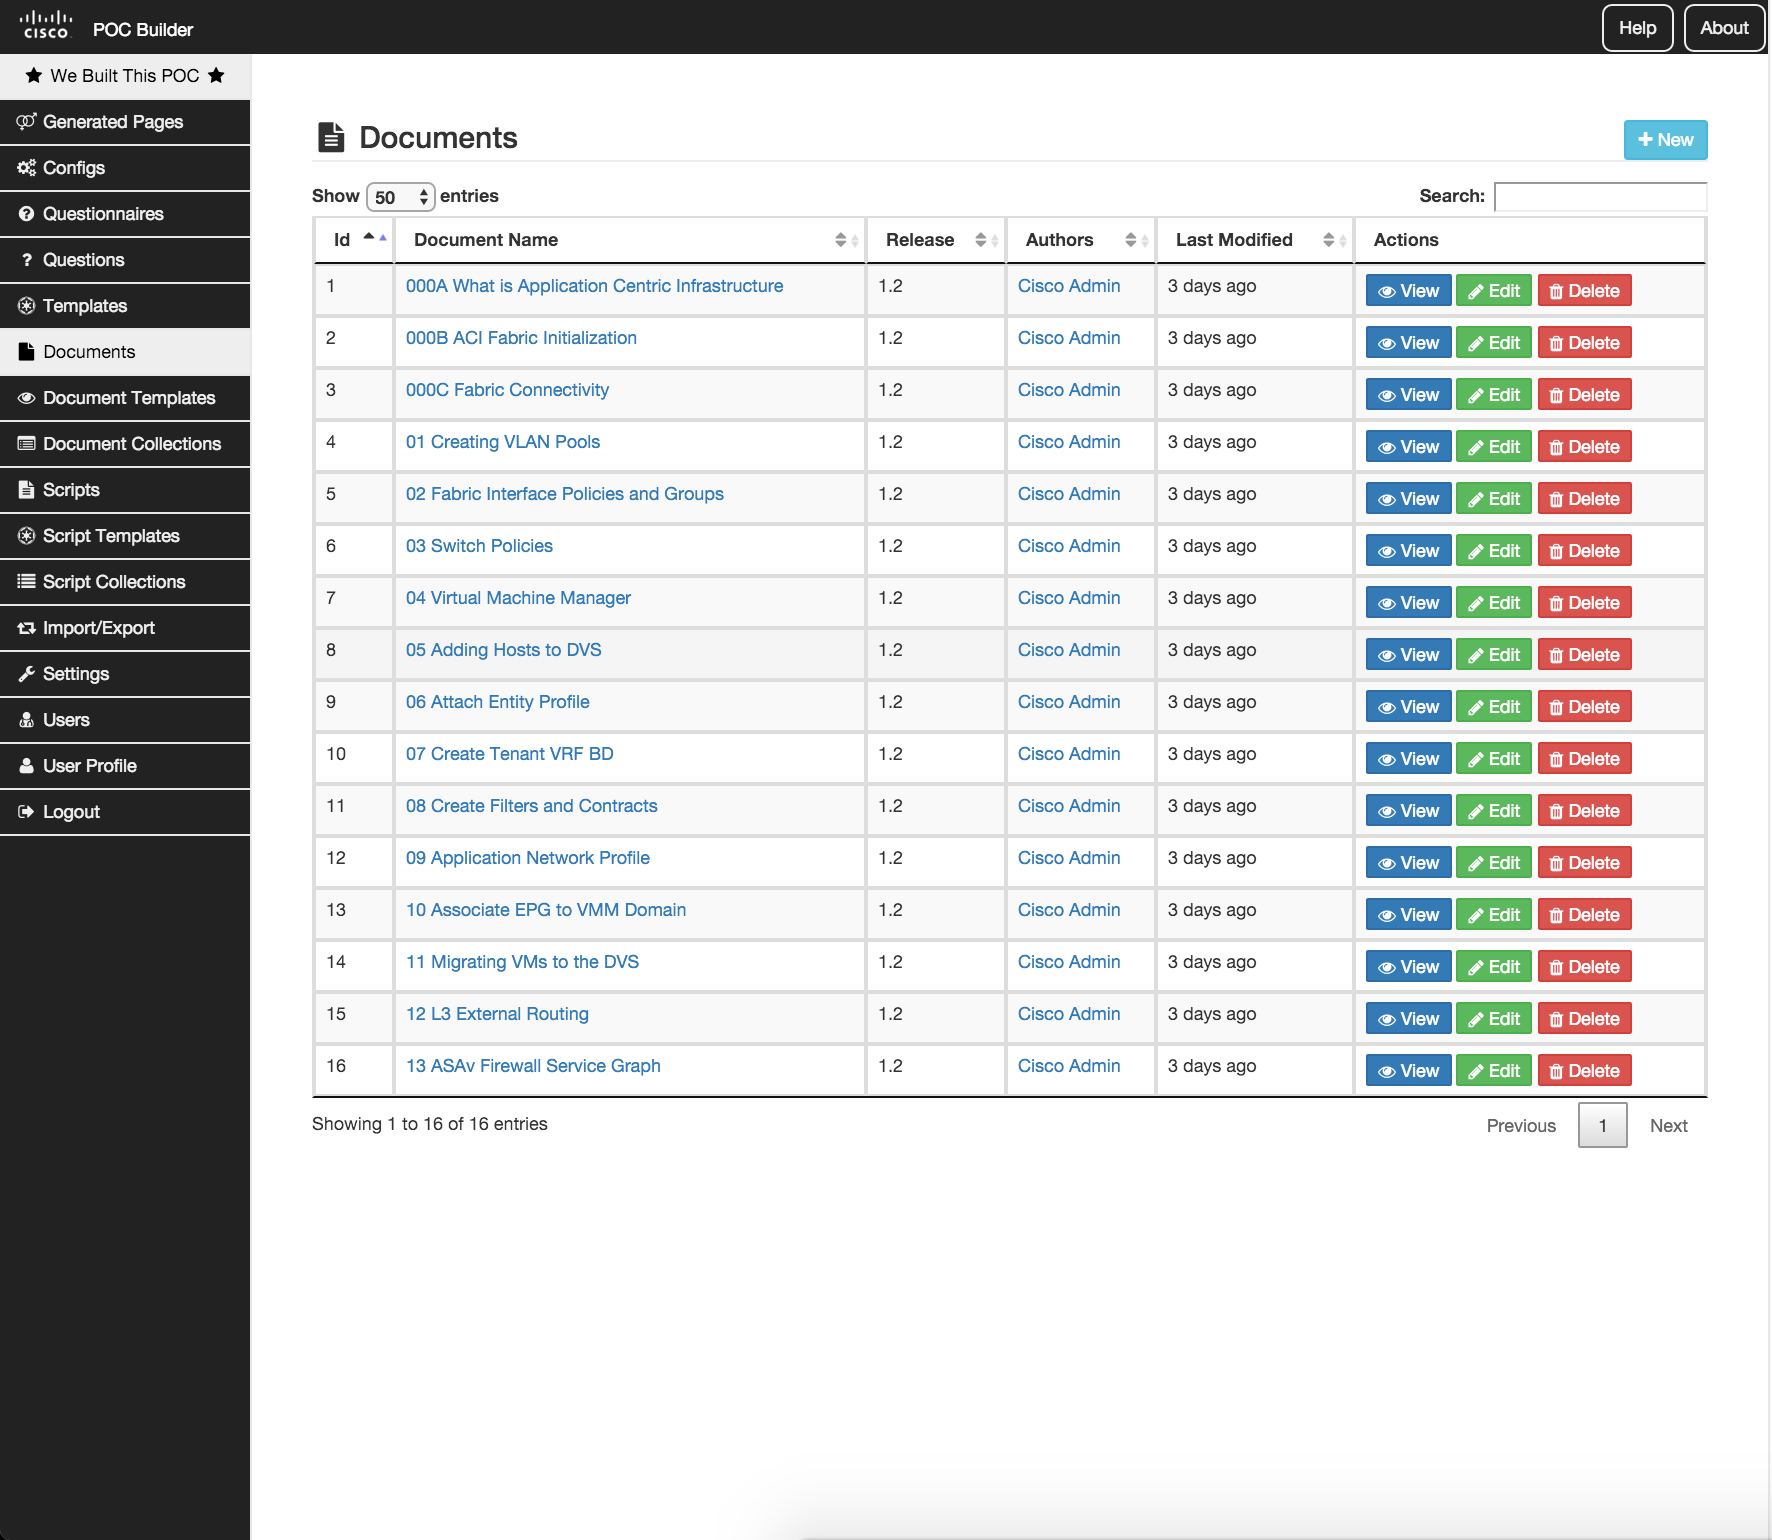 cisco POC Builder Help About
★ We Built This POC ★
Generated Pages
Configs
Questionnaires
Questions
Templates
Documents
Document Templates
Document Collections
Scripts
Script Templates
Script Collections
Import/Export
Settings
Users
User Profile
Logout
Documents + New
Show 50 entries Search:
Id Document Name Release Authors Last Modified Actions
1 000A What is Application Centric Infrastructure 1.2 Cisco Admin 3 days ago View Edit Delete
2 000B ACI Fabric Initialization 1.2 Cisco Admin 3 days ago View Edit Delete
3 000C Fabric Connectivity 1.2 Cisco Admin 3 days ago View Edit Delete
4 01 Creating VLAN Pools 1.2 Cisco Admin 3 days ago View Edit Delete
5 02 Fabric Interface Policies and Groups 1.2 Cisco Admin 3 days ago View Edit Delete
6 03 Switch Policies 1.2 Cisco Admin 3 days ago View Edit Delete
7 04 Virtual Machine Manager 1.2 Cisco Admin 3 days ago View Edit Delete
8 05 Adding Hosts to DVS 1.2 Cisco Admin 3 days ago View Edit Delete
9 06 Attach Entity Profile 1.2 Cisco Admin 3 days ago View Edit Delete
10 07 Create Tenant VRF BD 1.2 Cisco Admin 3 days ago View Edit Delete
11 08 Create Filters and Contracts 1.2 Cisco Admin 3 days ago View Edit Delete
12 09 Application Network Profile 1.2 Cisco Admin 3 days ago View Edit Delete
13 10 Associate EPG to VMM Domain 1.2 Cisco Admin 3 days ago View Edit Delete
14 11 Migrating VMs to the DVS 1.2 Cisco Admin 3 days ago View Edit Delete
15 12 L3 External Routing 1.2 Cisco Admin 3 days ago View Edit Delete
16 13 ASAv Firewall Service Graph 1.2 Cisco Admin 3 days ago View Edit Delete
Showing 1 to 16 of 16 entries Previous 1 Next